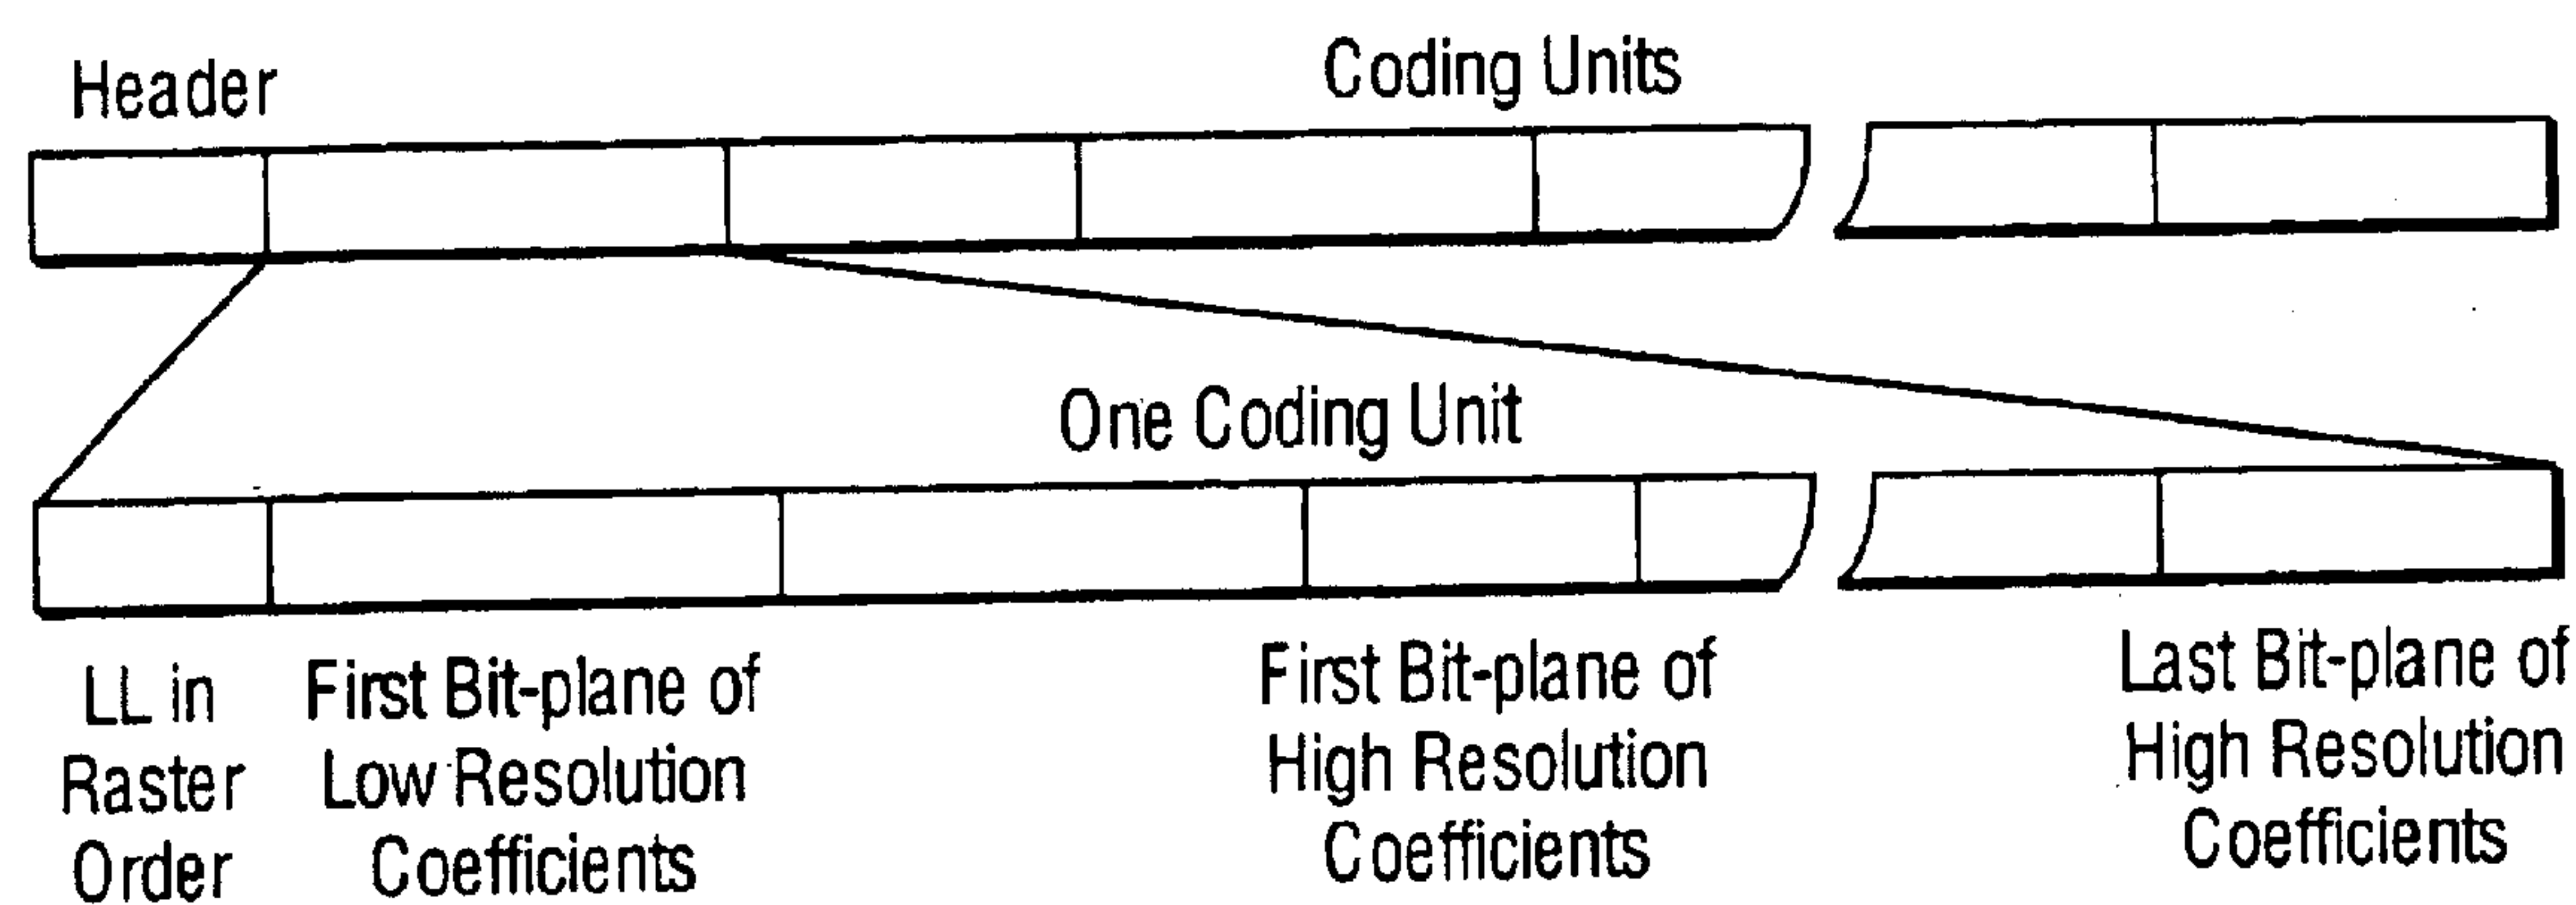 Header
Coding Units
One Coding Unit
LL in
Raster
Order
First Bit-plane of
Low Resolution
Coefficients
First Bit-plane of
High Resolution
Coefficients
Last Bit-plane of
High Resolution
Coefficients